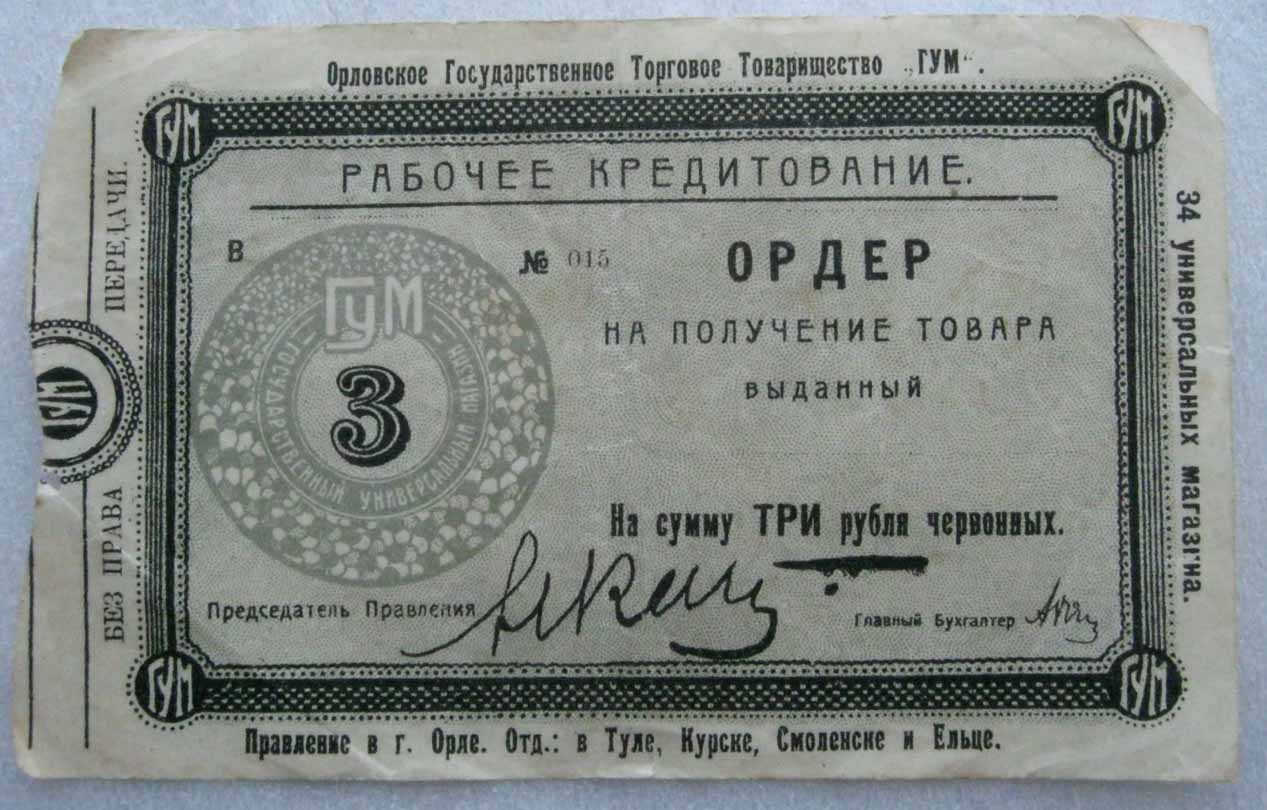 Орловское Государственное Торговое Товарищество „ГУМ“.
ГУМ
ГУМ
РАБОЧЕЕ КРЕДИТОВАНИЕ.
В
№ 015
ОРДЕР
НА ПОЛУЧЕНИЕ ТОВАРА
ВЫДАННЫЙ
ГУМ
3
ГОСУДАРСТВЕННЫЙ УНИВЕРСАЛЬНЫЙ МАГАЗИН
На сумму ТРИ рубля червонных.
Председатель Правления
Главный Бухгалтер
ГУМ
ГУМ
Правление в г. Орле. Отд.: в Туле, Курске, Смоленске и Ельце.
БЕЗ ПРАВА ПЕРЕДАЧИ.
34 универсальных магазина.